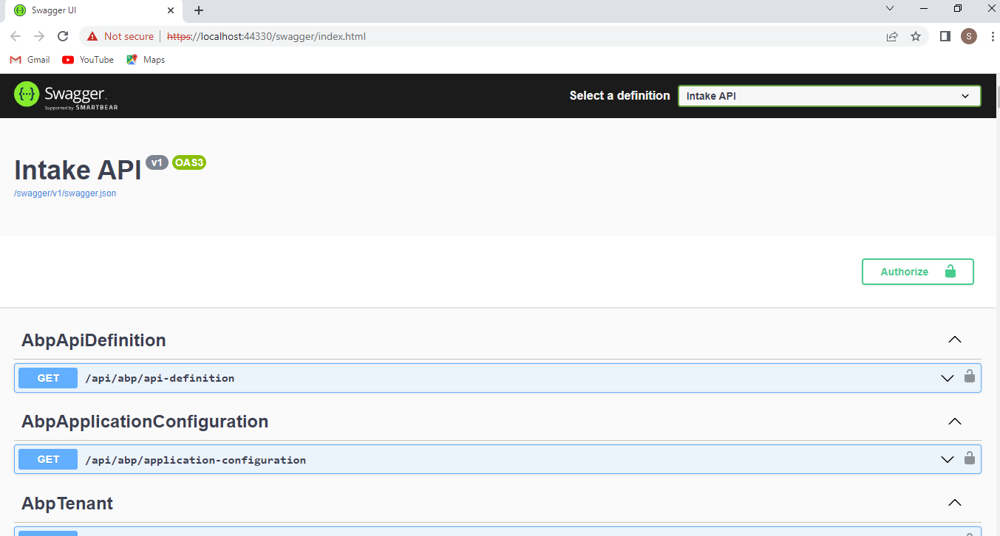 Swagger UI
Not secure https://localhost:44330/swagger/index.html
S
Gmail YouTube Maps
{···} Swagger™
Supported by SMARTBEAR
Select a definition Intake API
Intake API v1 OAS3
/swagger/v1/swagger.json
Authorize
AbpApiDefinition
GET /api/abp/api-definition
AbpApplicationConfiguration
GET /api/abp/application-configuration
AbpTenant